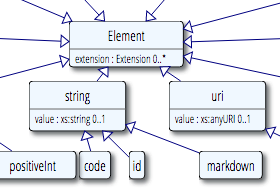 Element
extension : Extension 0..*
string
uri
value : xs:string 0..1
value : xs:anyURI 0..1
positiveInt
code
id
markdown